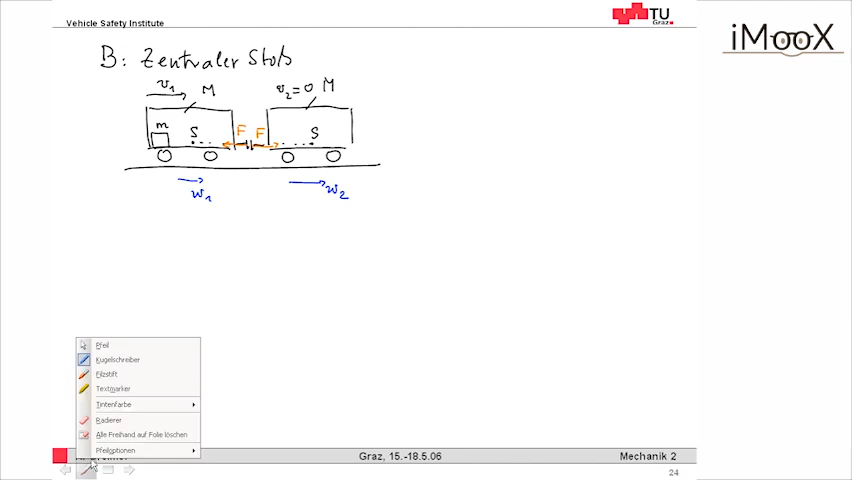 Vehicle Safety Institute
TU
Graz
iMooX
B: Zentraler Stoß
v₁ M v₂=0 M
m S F F S
w₁ w₂
Pfeil
Kugelschreiber
Filzstift
Textmarker
Tintenfarbe
Radierer
Alle Freihand auf Folie löschen
Pfeiloptionen
Graz, 15.-18.5.06
Mechanik 2
24